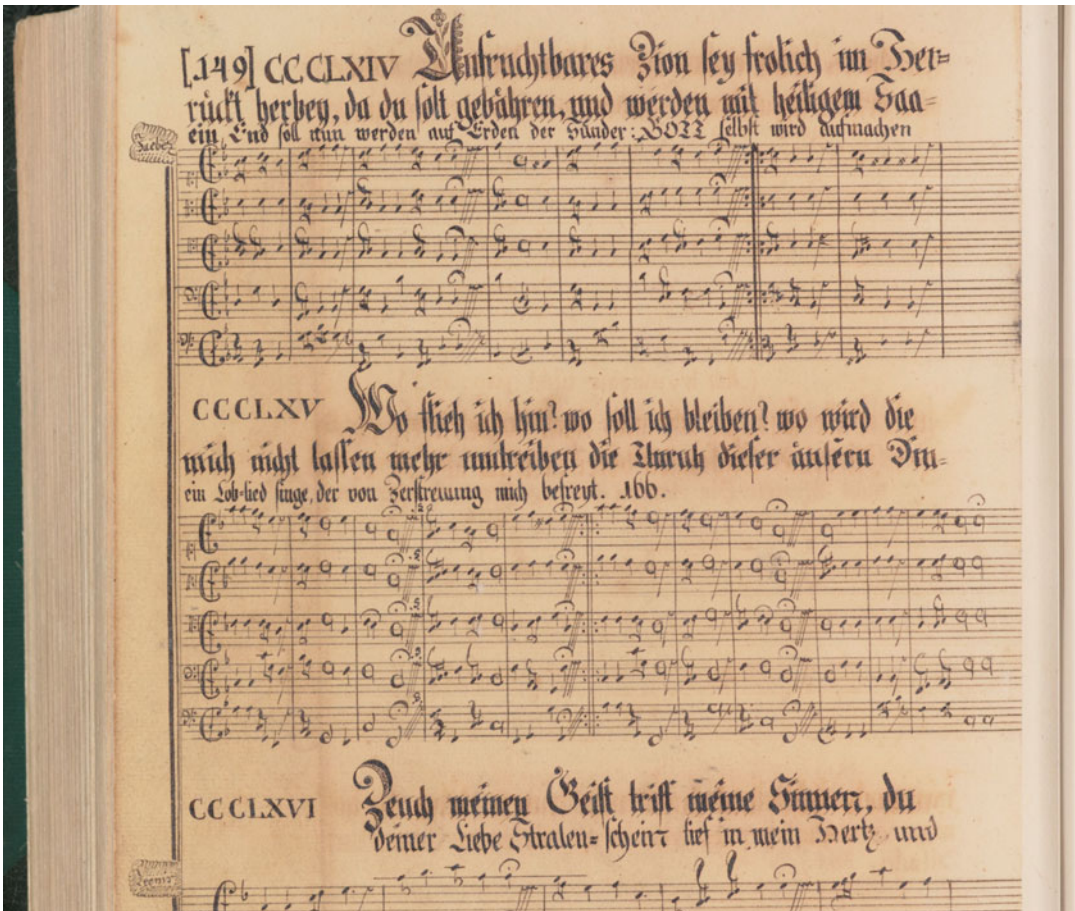 [149] CCCLXIV Unfruchtbares Zion sey frolich im Her=
rückt herbey, da du solt gebähren, und werden mit heiligem Saa=
ein End soll nun werden auf Erden der Sünder: GOTT selbst wird aufmachen
CCCLXV Wo flieh ich hin? wo soll ich bleiben? wo wird die
mich nicht lassen mehr umtreiben die Unruh dieser äusern Din=
ein Lob=lied singe, der von Zerstreuung mich befreyt. 166.
CCCLXVI Zeuch meinen Geist triff meine Sinnen, du
deiner Liebe Stralen=schein tief in mein Hertz und